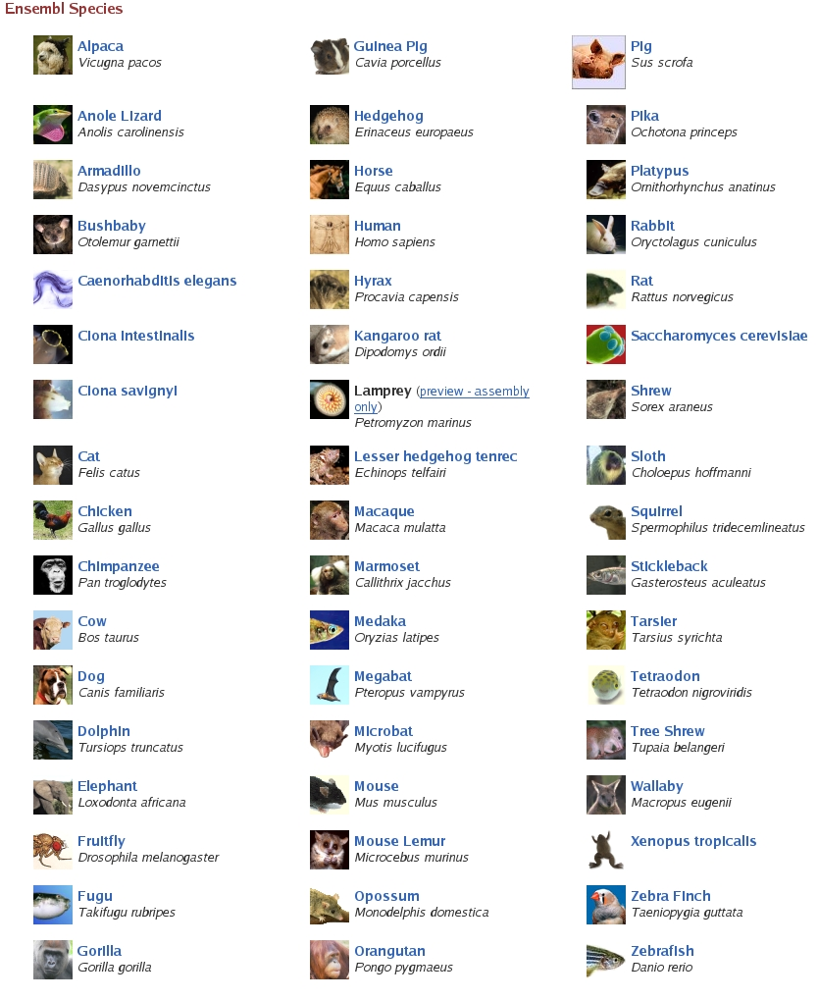 Ensembl Species
Alpaca
Vicugna pacos
Anole Lizard
Anolis carolinensis
Armadillo
Dasypus novemcinctus
Bushbaby
Otolemur garnettii
Caenorhabditis elegans
Ciona intestinalis
Ciona savignyi
Cat
Felis catus
Chicken
Gallus gallus
Chimpanzee
Pan troglodytes
Cow
Bos taurus
Dog
Canis familiaris
Dolphin
Tursiops truncatus
Elephant
Loxodonta africana
Fruitfly
Drosophila melanogaster
Fugu
Takifugu rubripes
Gorilla
Gorilla gorilla
Guinea Pig
Cavia porcellus
Hedgehog
Erinaceus europaeus
Horse
Equus caballus
Human
Homo sapiens
Hyrax
Procavia capensis
Kangaroo rat
Dipodomys ordii
Lamprey (preview - assembly
only)
Petromyzon marinus
Lesser hedgehog tenrec
Echinops telfairi
Macaque
Macaca mulatta
Marmoset
Callithrix jacchus
Medaka
Oryzias latipes
Megabat
Pteropus vampyrus
Microbat
Myotis lucifugus
Mouse
Mus musculus
Mouse Lemur
Microcebus murinus
Opossum
Monodelphis domestica
Orangutan
Pongo pygmaeus
Pig
Sus scrofa
Pika
Ochotona princeps
Platypus
Ornithorhynchus anatinus
Rabbit
Oryctolagus cuniculus
Rat
Rattus norvegicus
Saccharomyces cerevisiae
Shrew
Sorex araneus
Sloth
Choloepus hoffmanni
Squirrel
Spermophilus tridecemlineatus
Stickleback
Gasterosteus aculeatus
Tarsier
Tarsius syrichta
Tetraodon
Tetraodon nigroviridis
Tree Shrew
Tupaia belangeri
Wallaby
Macropus eugenii
Xenopus tropicalis
Zebra Finch
Taeniopygia guttata
Zebrafish
Danio rerio